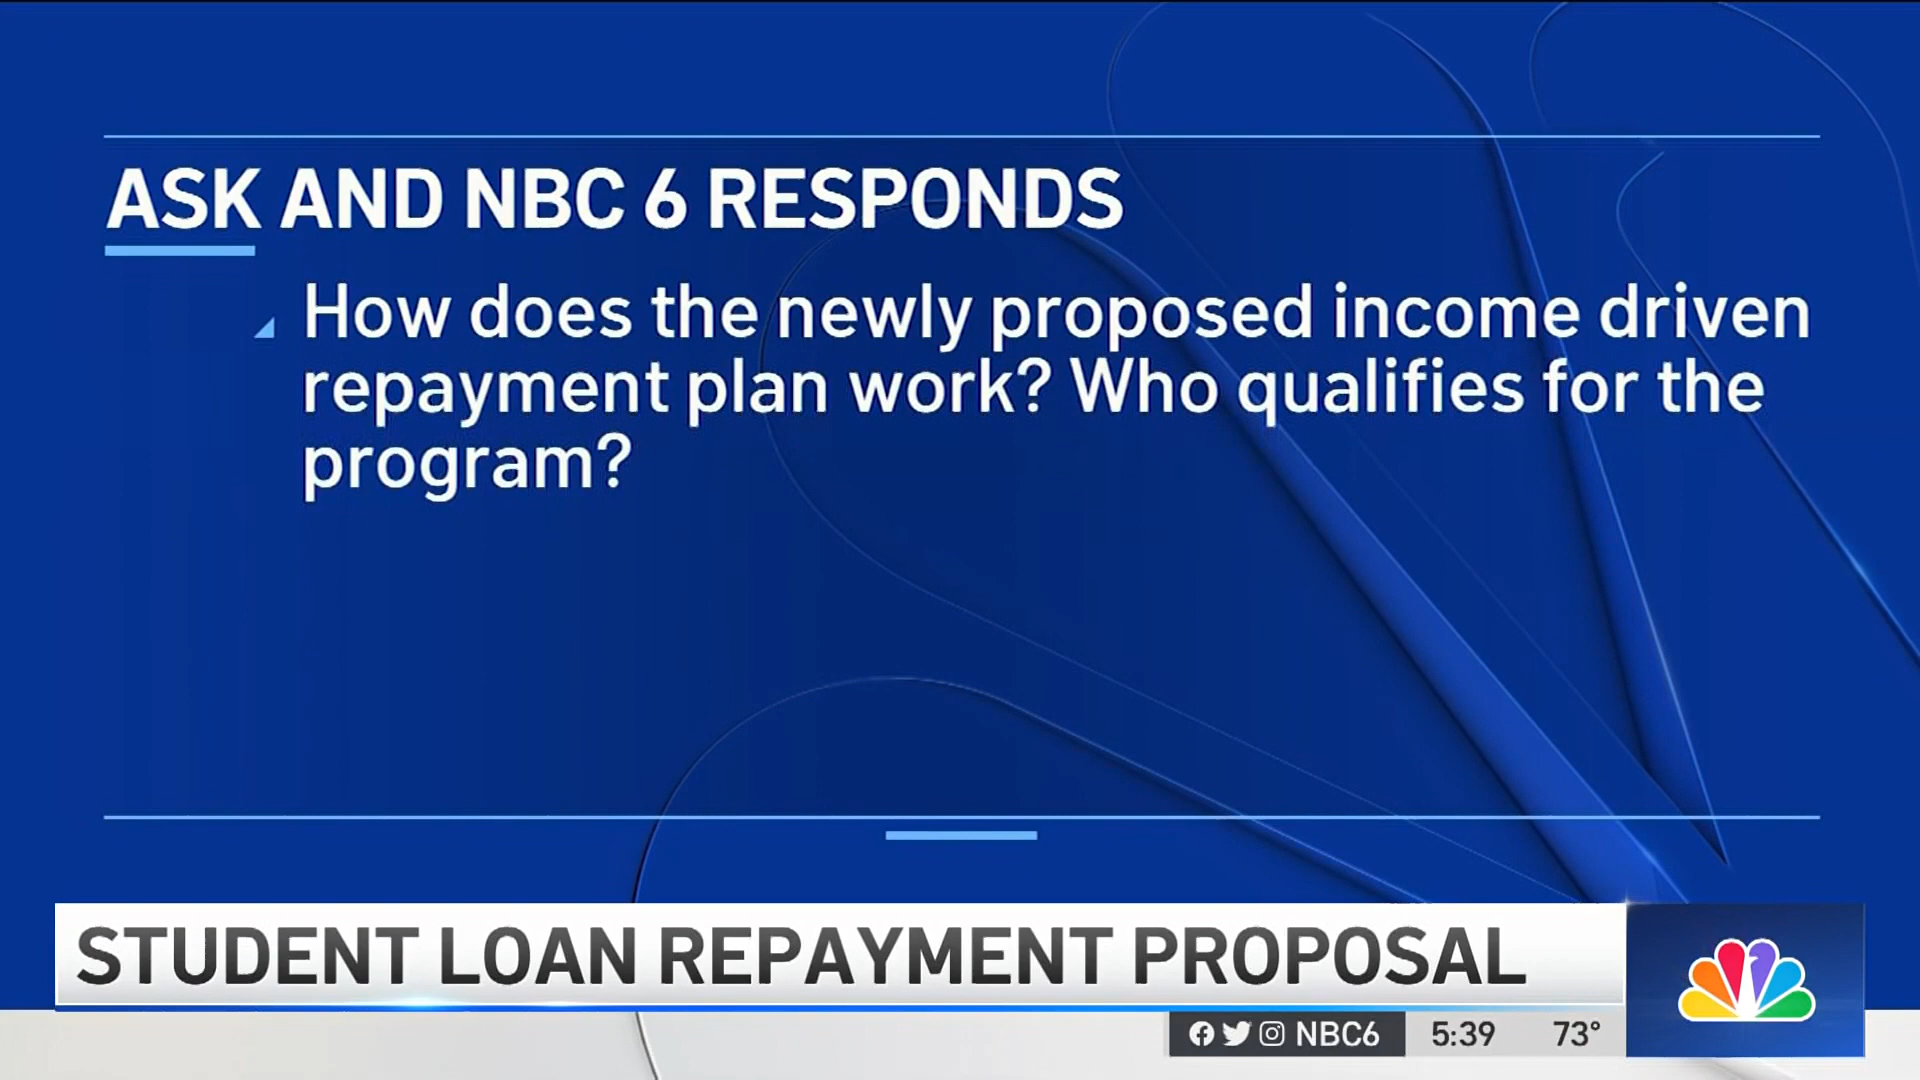 ASK AND NBC 6 RESPONDS
How does the newly proposed income driven
repayment plan work? Who qualifies for the
program?
STUDENT LOAN REPAYMENT PROPOSAL
NBC6 5:39 73°